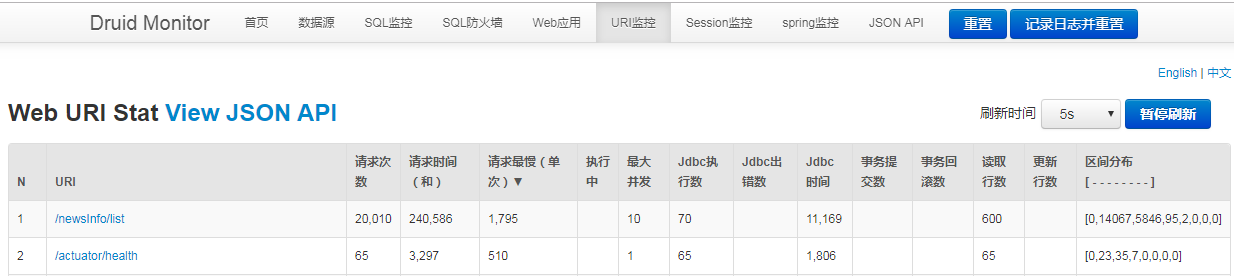 Druid Monitor 首页 数据源 SQL监控 SQL防火墙 Web应用 URI监控 Session监控 spring监控 JSON API 重置 记录日志并重置
English | 中文
Web URI Stat View JSON API 刷新时间 5s 暂停刷新
N URI 请求次数 请求时间（和） 请求最慢（单次）▼ 执行中 最大并发 Jdbc执行数 Jdbc出错数 Jdbc时间 事务提交数 事务回滚数 读取行数 更新行数 区间分布 [ - - - - - - - - ]
1 /newsInfo/list 20,010 240,586 1,795 10 70 11,169 600 [0,14067,5846,95,2,0,0,0]
2 /actuator/health 65 3,297 510 1 65 1,806 65 [0,23,35,7,0,0,0,0]